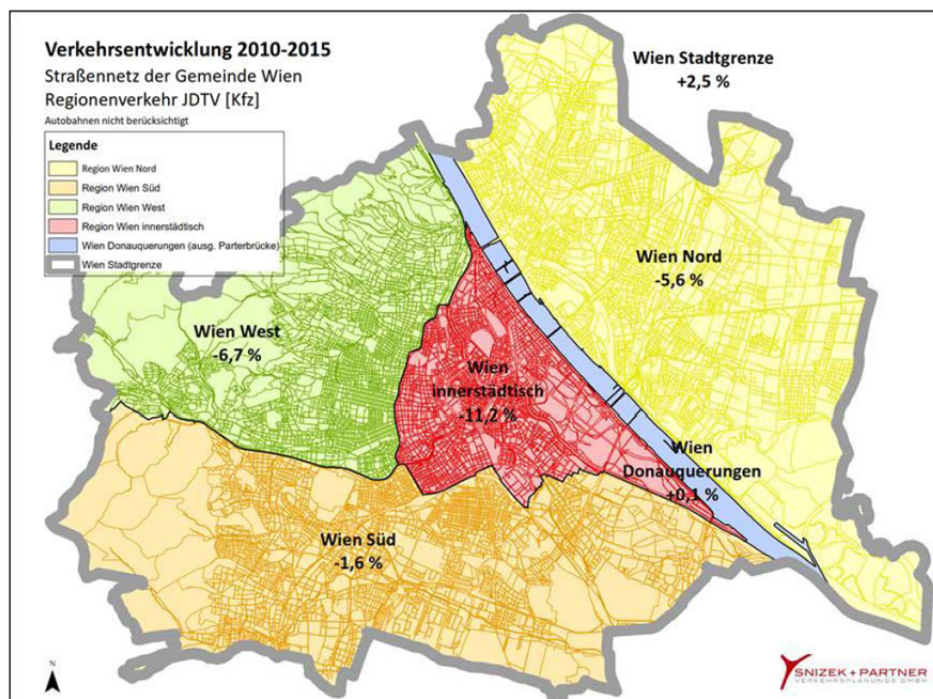 Verkehrsentwicklung 2010-2015
Straßennetz der Gemeinde Wien
Regionenverkehr JDTV [Kfz]
Autobahnen nicht berücksichtigt
Legende
Region Wien Nord
Region Wien Süd
Region Wien West
Region Wien innerstädtisch
Wien Donauquerungen (ausg. Parterbrücke)
Wien Stadtgrenze
Wien Stadtgrenze
+2,5 %
Wien Nord
-5,6 %
Wien West
-6,7 %
Wien
innerstädtisch
-11,2 %
Wien
Donauquerungen
+0,1 %
Wien Süd
-1,6 %
N
SNIZEK + PARTNER
VERKEHRSPLANUNGS GMBH